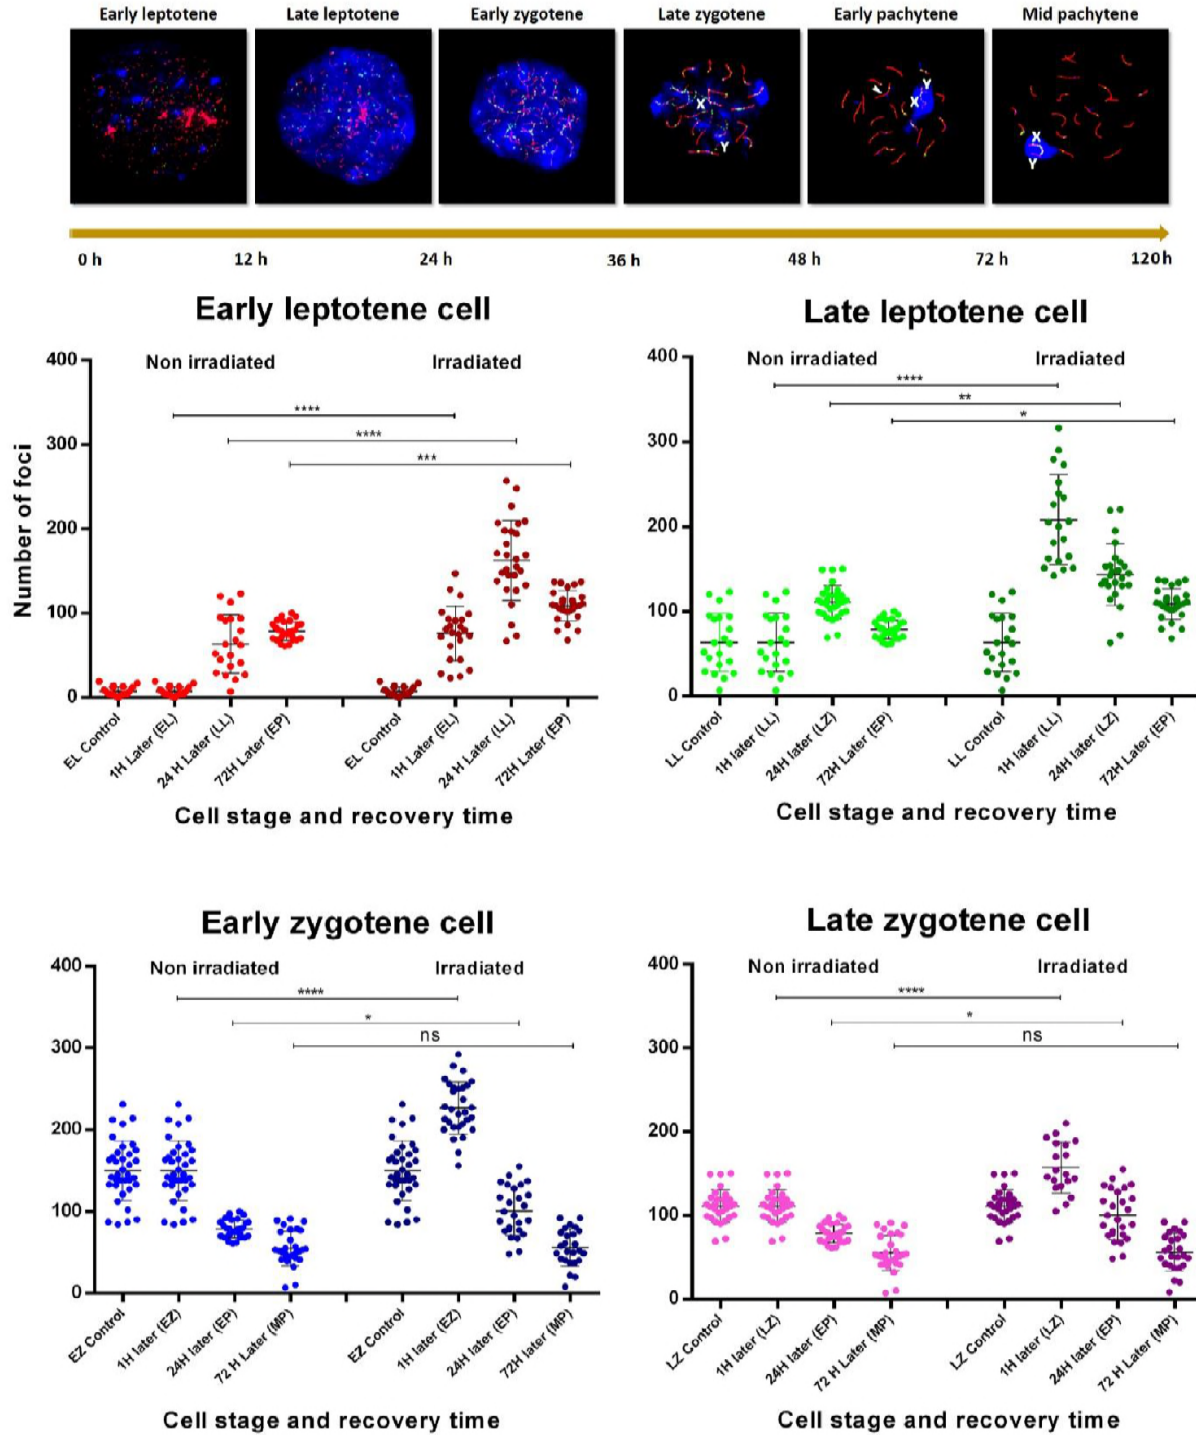 Early leptotene Late leptotene Early zygotene Late zygotene Early pachytene Mid pachytene
X Y Y X Y X Y
0 h 12 h 24 h 36 h 48 h 72 h 120h
Early leptotene cell
Non irradiated Irradiated
****
****
***
400
300
200
100
0
Number of foci
EL Control 1H Later (EL) 24 H Later (LL) 72H Later (EP) EL Control 1H Later (EL) 24 H Later (LL) 72H Later (EP)
Cell stage and recovery time
Late leptotene cell
Non irradiated Irradiated
****
**
*
400
300
200
100
0
LL Control 1H later (LL) 24H later (LZ) 72H Later (EP) LL Control 1H later (LL) 24H later (LZ) 72H Later (EP)
Cell stage and recovery time
Early zygotene cell
Non irradiated Irradiated
****
*
ns
400
300
200
100
0
EZ Control 1H later (EZ) 24H later (EP) 72 H Later (MP) EZ Control 1H later (EZ) 24H later (EP) 72H later (MP)
Cell stage and recovery time
Late zygotene cell
Non irradiated Irradiated
****
*
ns
400
300
200
100
0
LZ Control 1H later (LZ) 24H later (EP) 72 H Later (MP) LZ Control 1H later (LZ) 24H later (EP) 72 H Later (MP)
Cell stage and recovery time